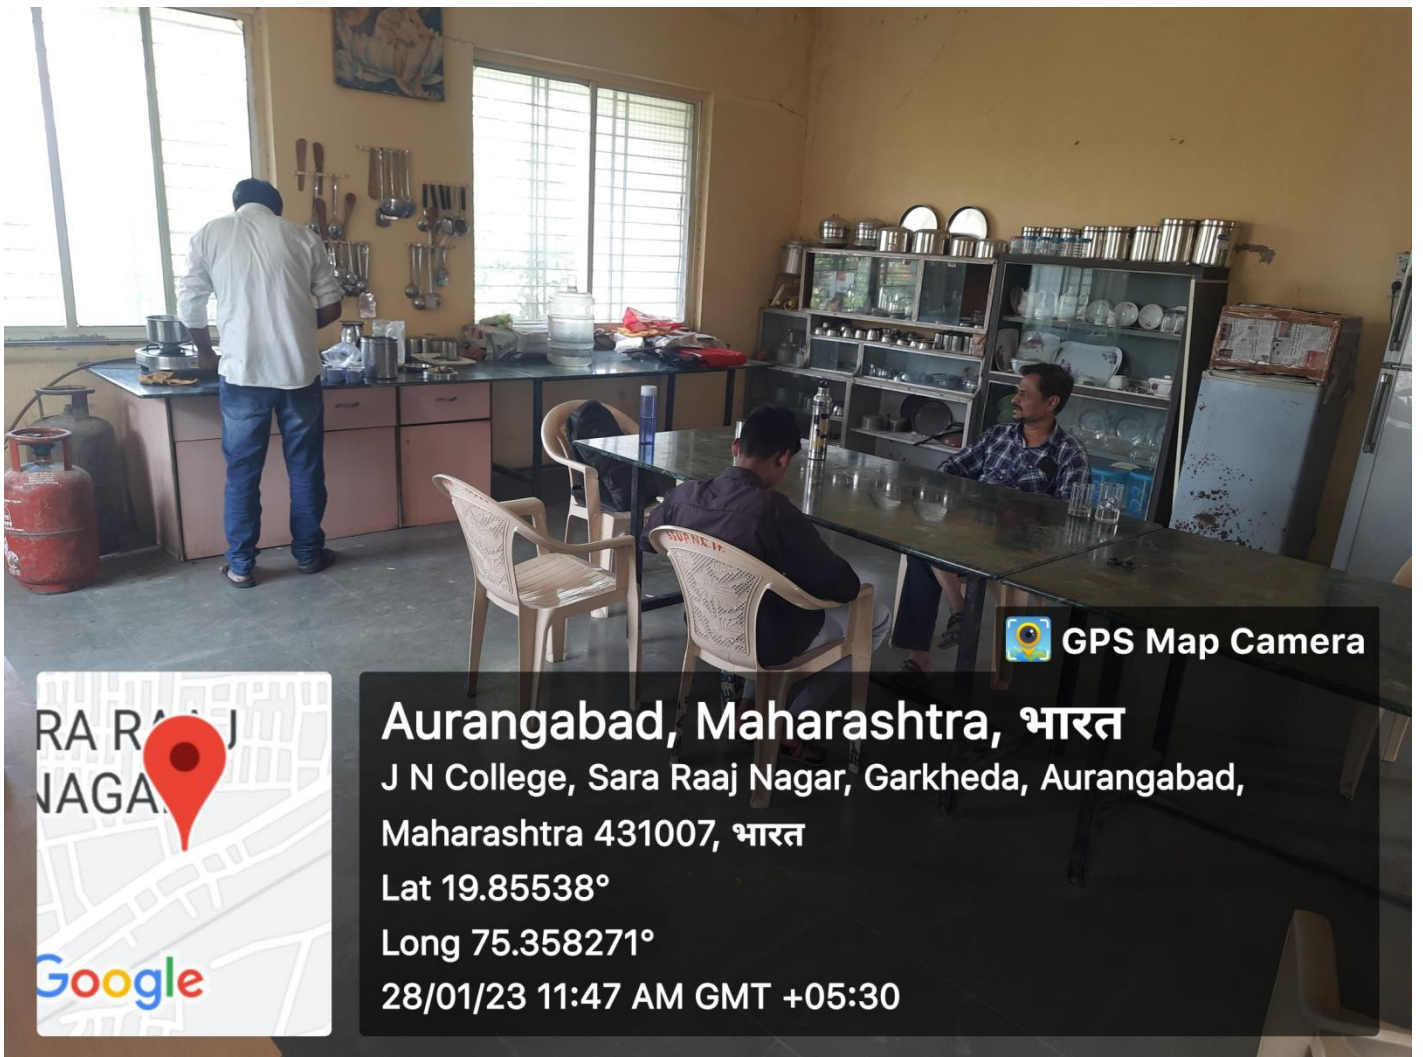 GPS Map Camera
Aurangabad, Maharashtra, भारत
J N College, Sara Raaj Nagar, Garkheda, Aurangabad,
Maharashtra 431007, भारत
Lat 19.85538°
Long 75.358271°
28/01/23 11:47 AM GMT +05:30
Google